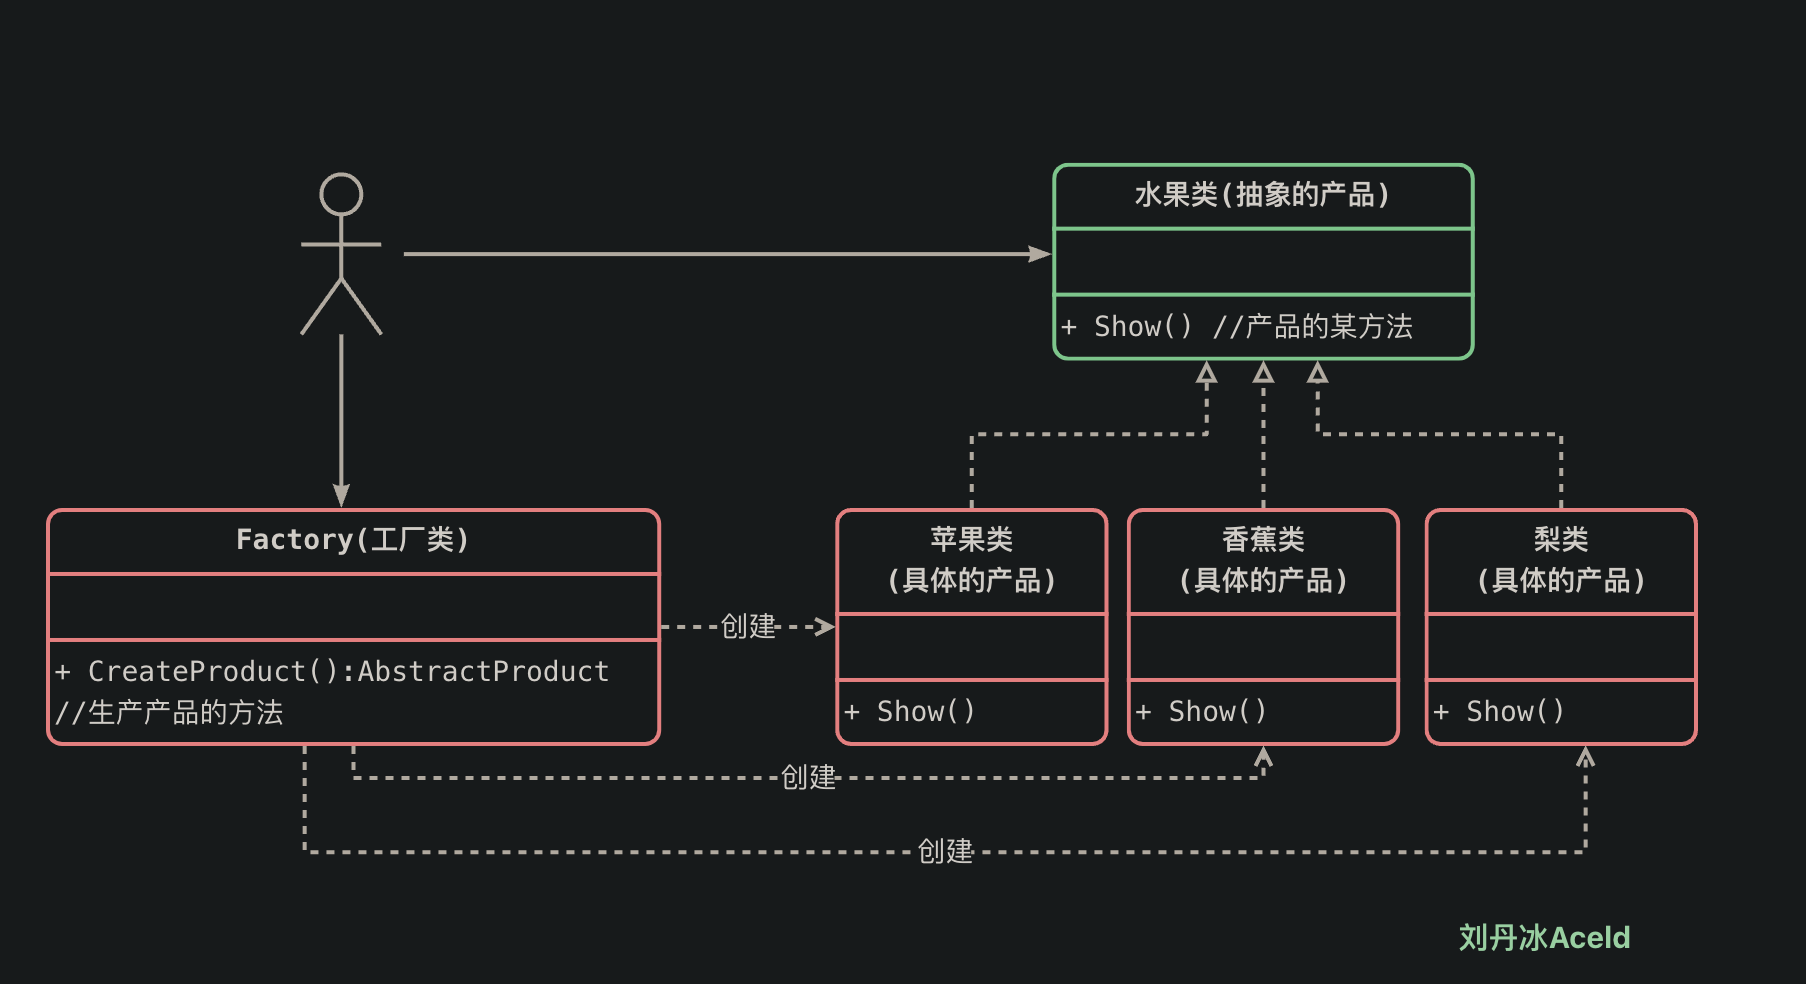 水果类(抽象的产品)
+ Show() //产品的某方法
Factory(工厂类)
+ CreateProduct():AbstractProduct
//生产产品的方法
创建
苹果类
(具体的产品)
+ Show()
香蕉类
(具体的产品)
+ Show()
梨类
(具体的产品)
+ Show()
创建
创建
刘丹冰Aceld